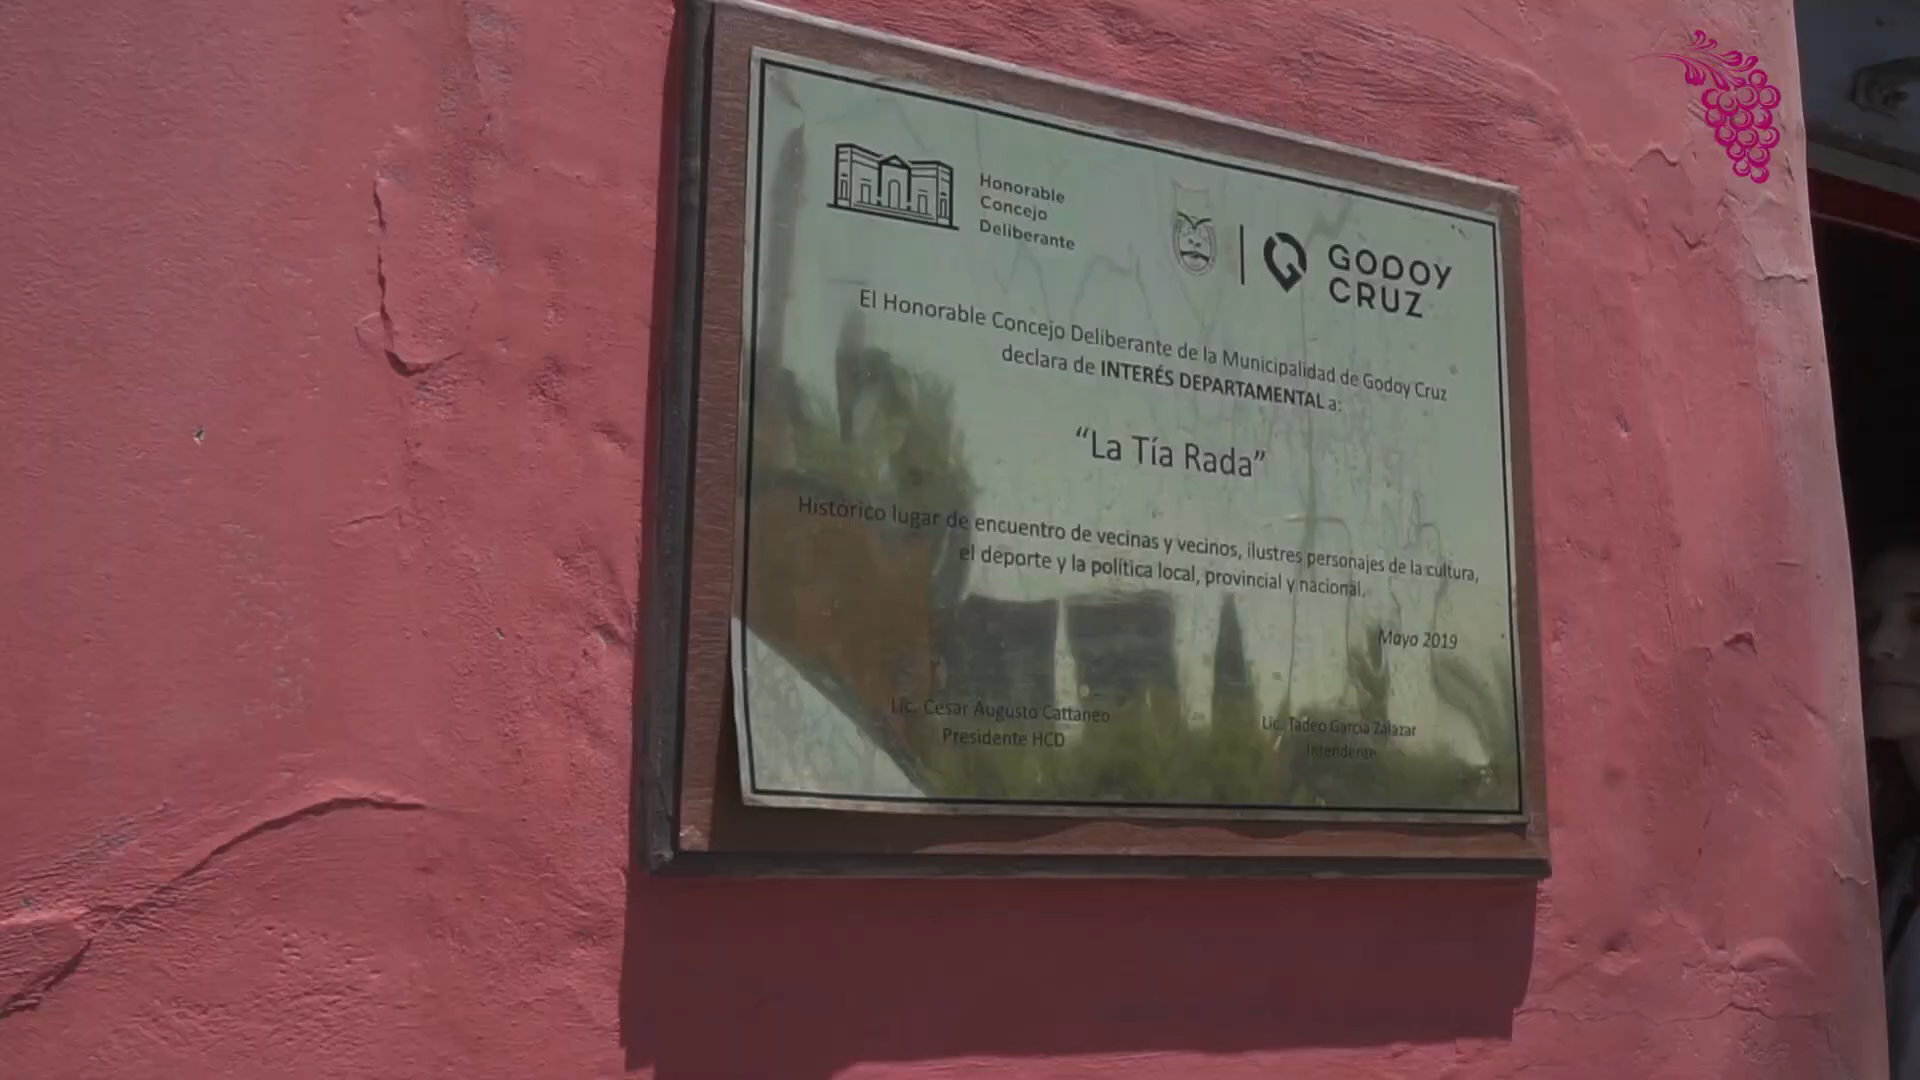 Honorable
Concejo
Deliberante
GODOY
CRUZ
El Honorable Concejo Deliberante de la Municipalidad de Godoy Cruz
declara de INTERÉS DEPARTAMENTAL a:
“La Tía Rada”
Histórico lugar de encuentro de vecinas y vecinos, ilustres personajes de la cultura,
el deporte y la política local, provincial y nacional.
Mayo 2019
Lic. César Augusto Cattaneo
Presidente HCD
Lic. Tadeo García Zalazar
Intendente